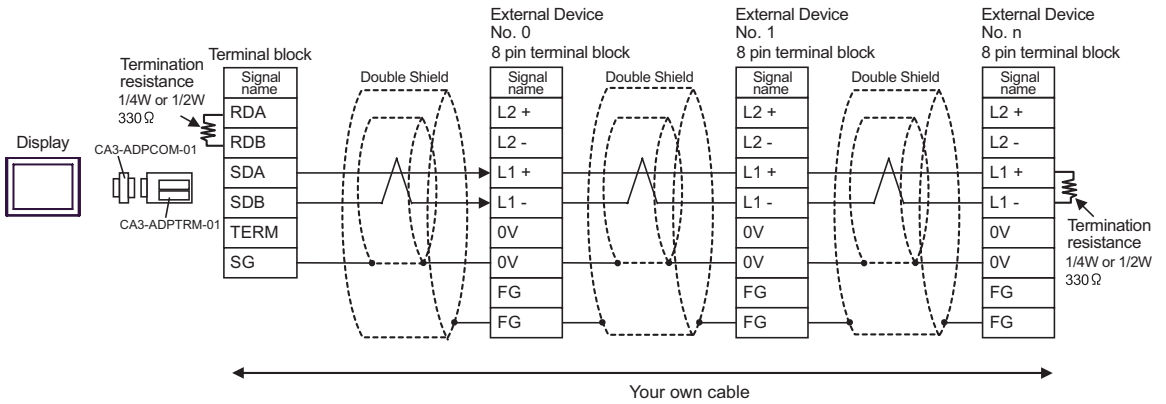 Display
CA3-ADPCOM-01
CA3-ADPTRM-01
Termination
resistance
1/4W or 1/2W
330Ω
Terminal block
Signal
name
RDA
RDB
SDA
SDB
TERM
SG
Double Shield
External Device
No. 0
8 pin terminal block
Signal
name
L2 +
L2 -
L1 +
L1 -
0V
0V
FG
FG
Double Shield
External Device
No. 1
8 pin terminal block
Signal
name
L2 +
L2 -
L1 +
L1 -
0V
0V
FG
FG
Double Shield
External Device
No. n
8 pin terminal block
Signal
name
L2 +
L2 -
L1 +
L1 -
0V
0V
FG
FG
Termination
resistance
1/4W or 1/2W
330Ω
Your own cable